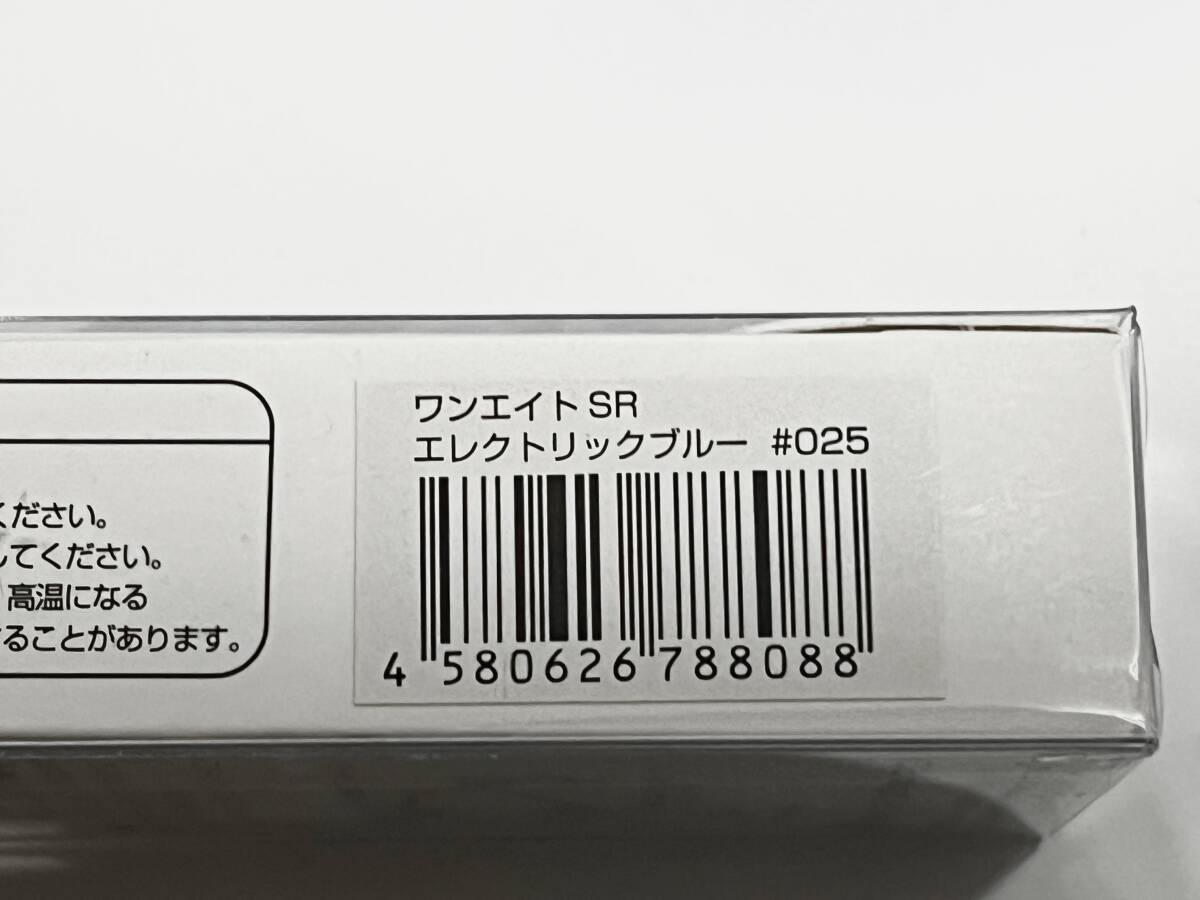 ください。
してください。
高温になる
することがあります。
ワンエイト SR
エレクトリックブルー #025
4 580626 788088